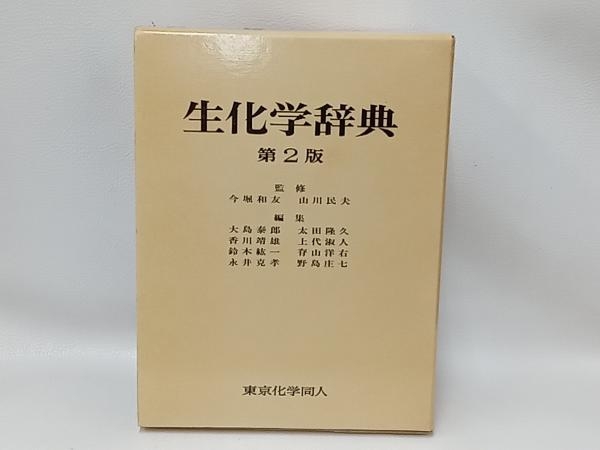 生化学辞典
第2版
監修
今堀和友 山川民夫
編集
大島泰郎 太田隆久
香川靖雄 上代淑人
鈴木紘一 脊山洋右
永井克孝 野島庄七
東京化学同人